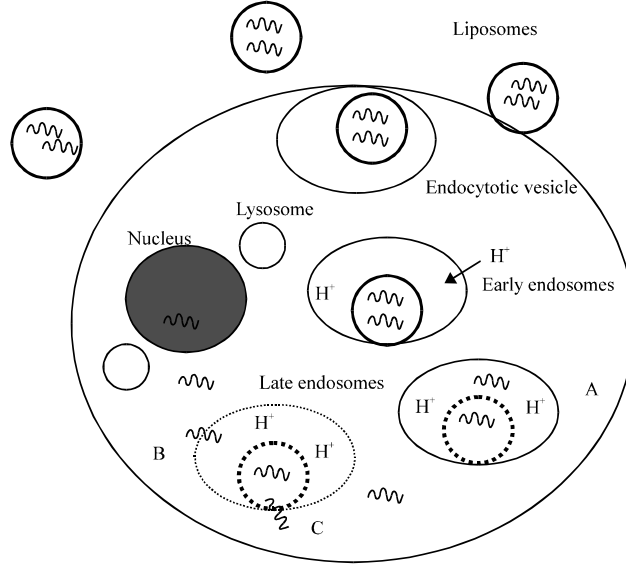 Liposomes
Endocytotic vesicle
Lysosome
Nucleus
H⁺
H⁺
Early endosomes
Late endosomes
A
H⁺
H⁺
H⁺
H⁺
B
C